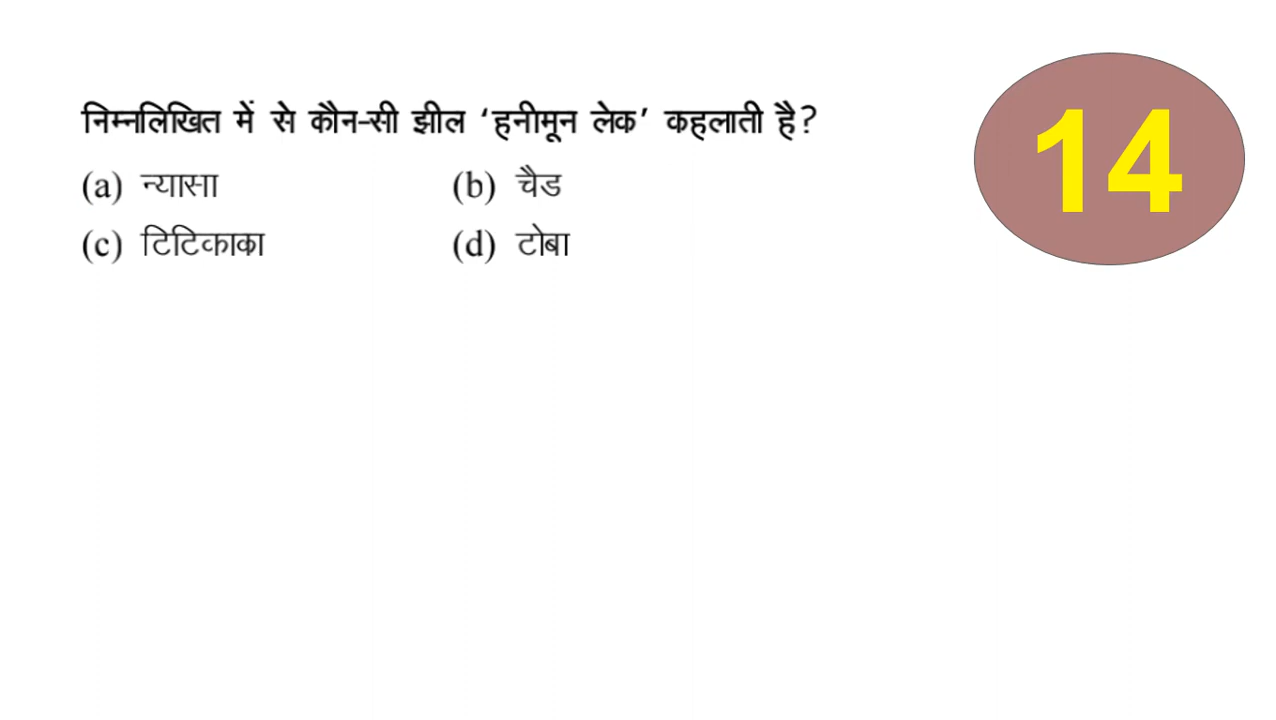 निम्नलिखित में से कौन-सी झील ‘हनीमून लेक’ कहलाती है?
(a) न्यासा (b) चैड
(c) टिटिकाका (d) टोबा
14